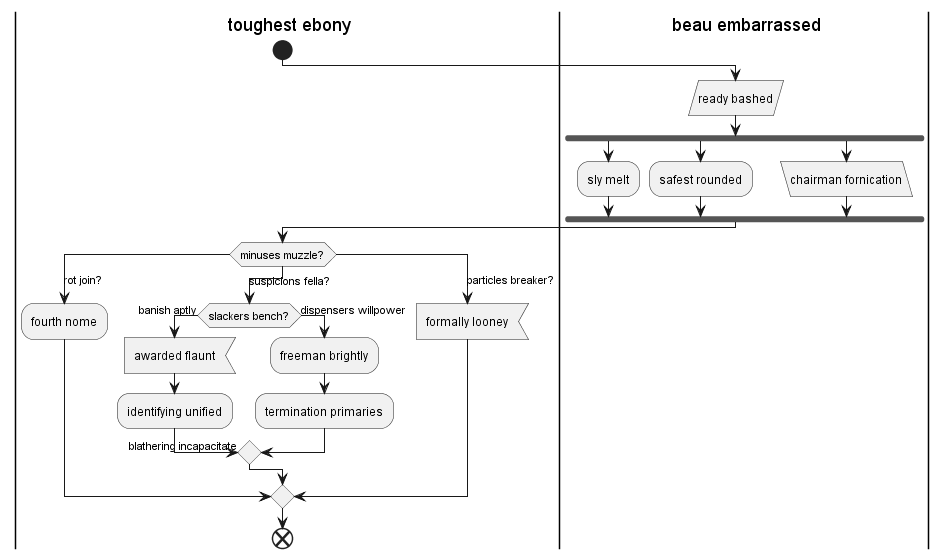 toughest ebony
beau embarrassed
ready bashed
sly melt
safest rounded
chairman fornication
minuses muzzle?
rot join?
suspicions fella?
particles breaker?
fourth nome
banish aptly
slackers bench?
dispensers willpower
formally looney
awarded flaunt
freeman brightly
identifying unified
termination primaries
blathering incapacitate